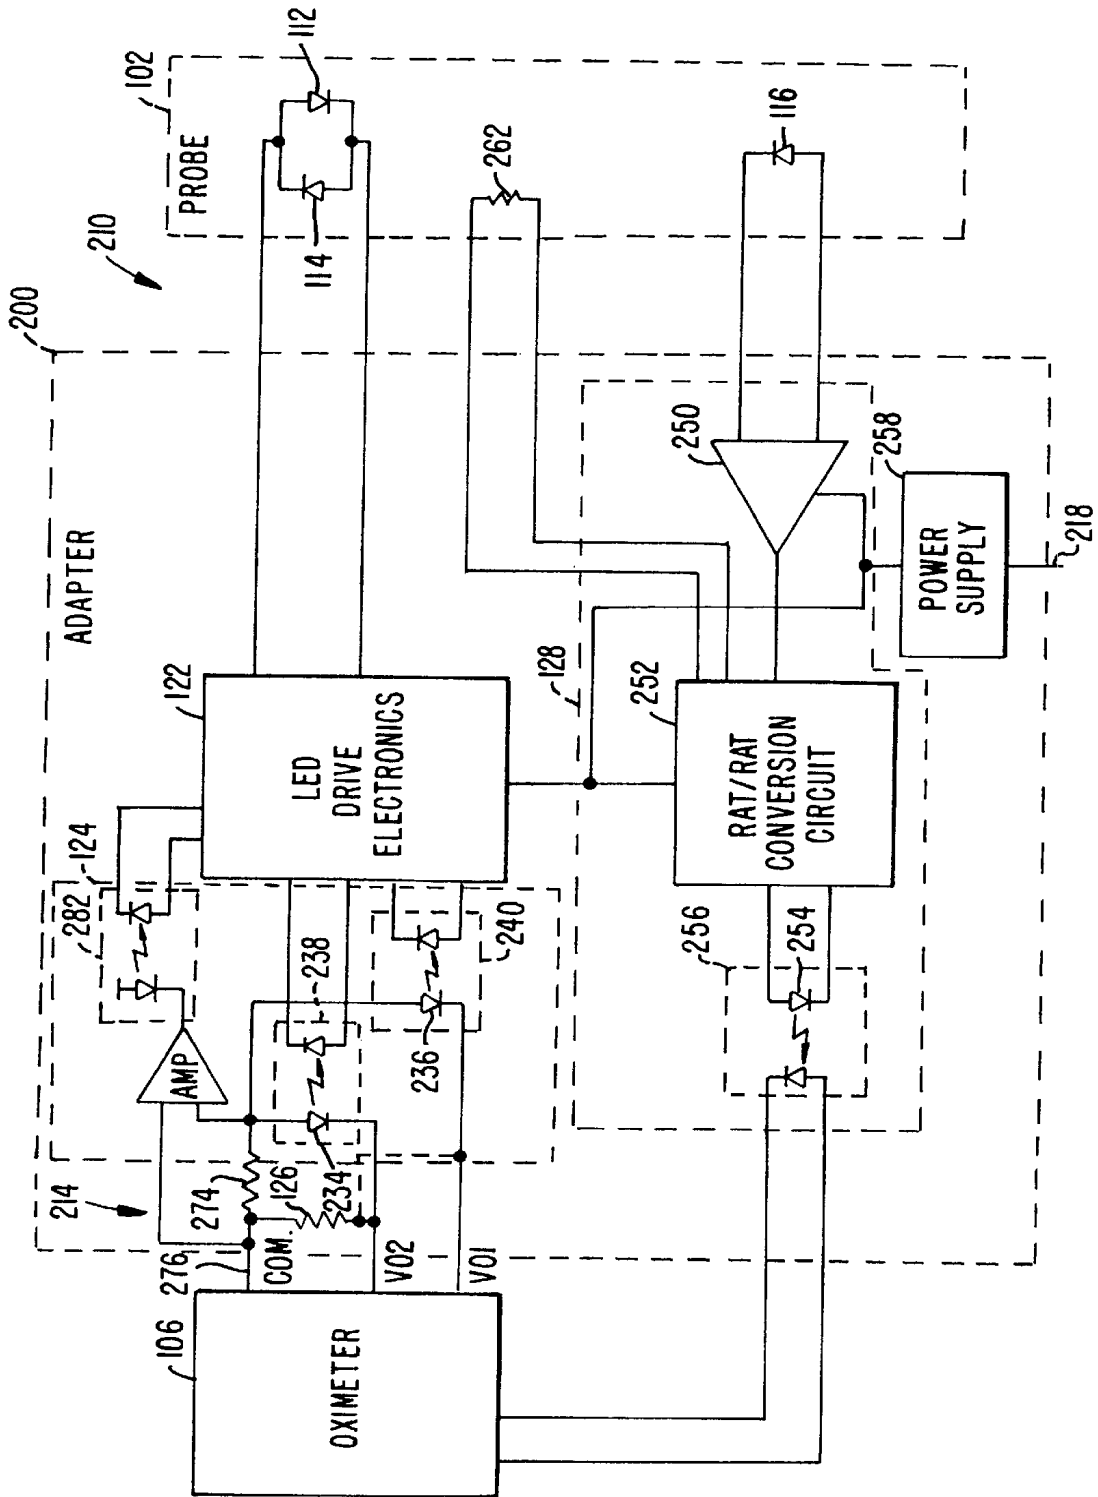 210
200
102
PROBE
112
114
262
116
ADAPTER
122
LED
DRIVE
ELECTRONICS
124
282
AMP
238
240
236
234
214
274
126
276
COM.
V02
V01
106
OXIMETER
128
250
252
RAT/RAT
CONVERSION
CIRCUIT
258
POWER
SUPPLY
218
256
254